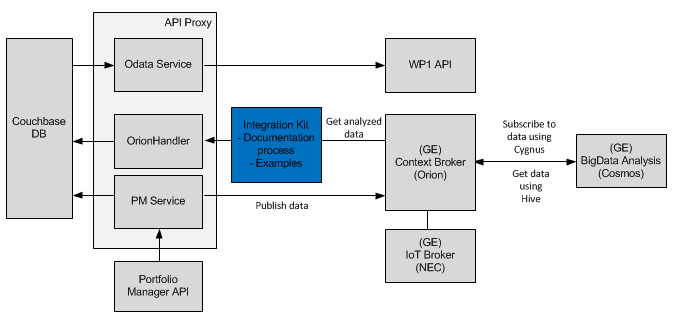 API Proxy
Couchbase
DB
Odata Service
WP1 API
OrionHandler
Integration Kit
- Documentation
process
- Examples
Get analyzed
data
(GE)
Context Broker
(Orion)
Subscribe to
data using
Cygnus
Get data
using
Hive
(GE)
BigData Analysis
(Cosmos)
PM Service
Publish data
(GE)
IoT Broker
(NEC)
Portfolio
Manager API